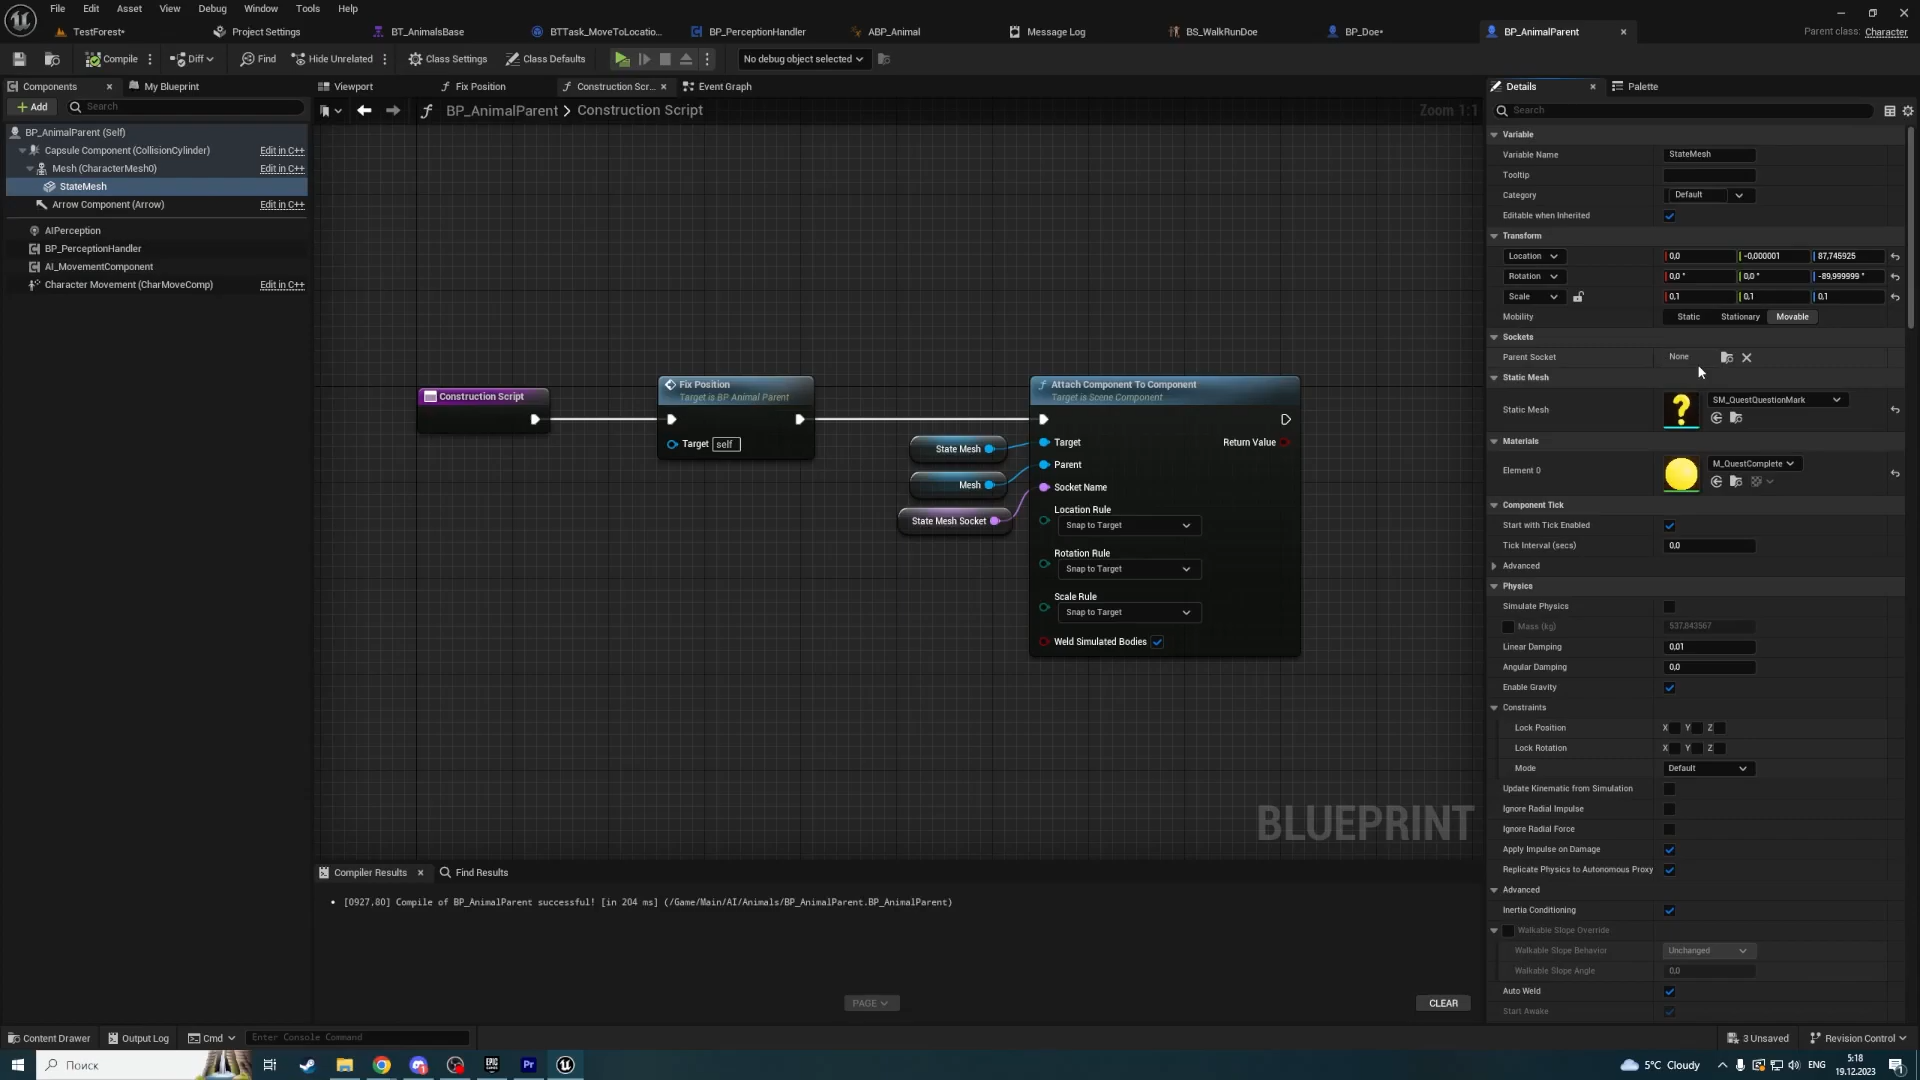 File Edit Asset View Debug Window Tools Help
TestForest* Project Settings BT_AnimalsBase BTTask_MoveToLocatio... BP_PerceptionHandler ABP_Animal Message Log BS_WalkRunDoe BP_Doe* BP_AnimalParent Parent class: Character
Compile Diff Find Hide Unrelated Class Settings Class Defaults No debug object selected
Components My Blueprint Viewport Fix Position Construction Scr... Event Graph Details Palette
Add Search BP_AnimalParent > Construction Script Zoom 1:1 Search
BP_AnimalParent (Self)
Capsule Component (CollisionCylinder) Edit in C++
Mesh (CharacterMesh0) Edit in C++
StateMesh
Arrow Component (Arrow) Edit in C++
AIPerception
BP_PerceptionHandler
AI_MovementComponent
Character Movement (CharMoveComp) Edit in C++
Construction Script
Fix Position
Target is BP Animal Parent
Target self
State Mesh
Mesh
State Mesh Socket
Attach Component To Component
Target is Scene Component
Target Return Value
Parent
Socket Name
Location Rule
Snap to Target
Rotation Rule
Snap to Target
Scale Rule
Snap to Target
Weld Simulated Bodies
BLUEPRINT
Compiler Results Find Results
[0927,80] Compile of BP_AnimalParent successful! [in 204 ms] (/Game/Main/AI/Animals/BP_AnimalParent.BP_AnimalParent)
PAGE CLEAR
Variable
Variable Name StateMesh
Tooltip
Category Default
Editable when Inherited
Transform
Location 0,0 -0,000001 87,745925
Rotation 0,0 ° 0,0 ° -89,999999 °
Scale 0,1 0,1 0,1
Mobility Static Stationary Movable
Sockets
Parent Socket None
Static Mesh
Static Mesh SM_QuestQuestionMark
Materials
Element 0 M_QuestComplete
Component Tick
Start with Tick Enabled
Tick Interval (secs) 0,0
Advanced
Physics
Simulate Physics
Mass (kg) 537,843567
Linear Damping 0,01
Angular Damping 0,0
Enable Gravity
Constraints
Lock Position X Y Z
Lock Rotation X Y Z
Mode Default
Update Kinematic from Simulation
Ignore Radial Impulse
Ignore Radial Force
Apply Impulse on Damage
Replicate Physics to Autonomous Proxy
Advanced
Inertia Conditioning
Walkable Slope Override
Walkable Slope Behavior Unchanged
Walkable Slope Angle 0,0
Auto Weld
Start Awake
Content Drawer Output Log Cmd Enter Console Command 3 Unsaved Revision Control
Поиск EPIC GAMES Pr 5°C Cloudy ENG 5:18
19.12.2023 1